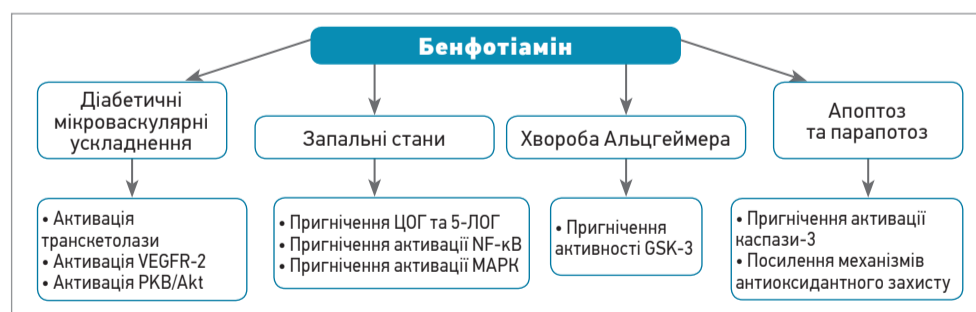 Бенфотіамін
Діабетичні
мікроваскулярні
ускладнення
Запальні стани
Хвороба Альцгеймера
Апоптоз
та парапотоз
• Активація
транскетолази
• Активація VEGFR-2
• Активація PKB/Akt
• Пригнічення ЦОГ та 5-ЛОГ
• Пригнічення активації NF-κB
• Пригнічення активації МАРК
• Пригнічення
активності GSK-3
• Пригнічення активації
каспази-3
• Посилення механізмів
антиоксидантного захисту